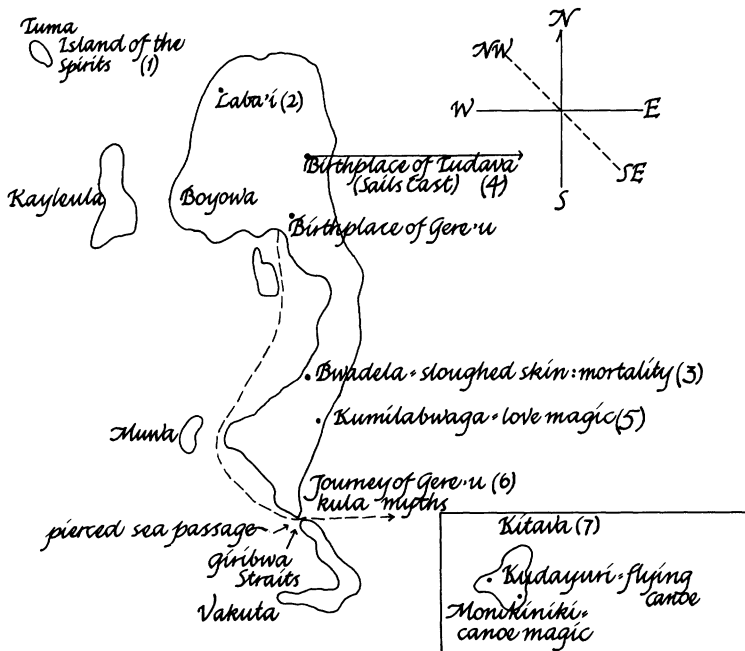 Tuma
Island of the
Spirits (1)
N
NW
W
E
SE
S
Laba'i (2)
Birthplace of Tudava
(Sails East) (4)
Kayleula
Boyowa
Birthplace of Gere'u
Bwadela = sloughed skin: mortality (3)
Kumilabwaga = love magic (5)
Muwa
Journey of Gere'u (6)
kula myths
pierced sea passage
Giribwa
Straits
Vakuta
Kitava (7)
Kudayuri = flying
canoe
Monikiniki =
canoe magic